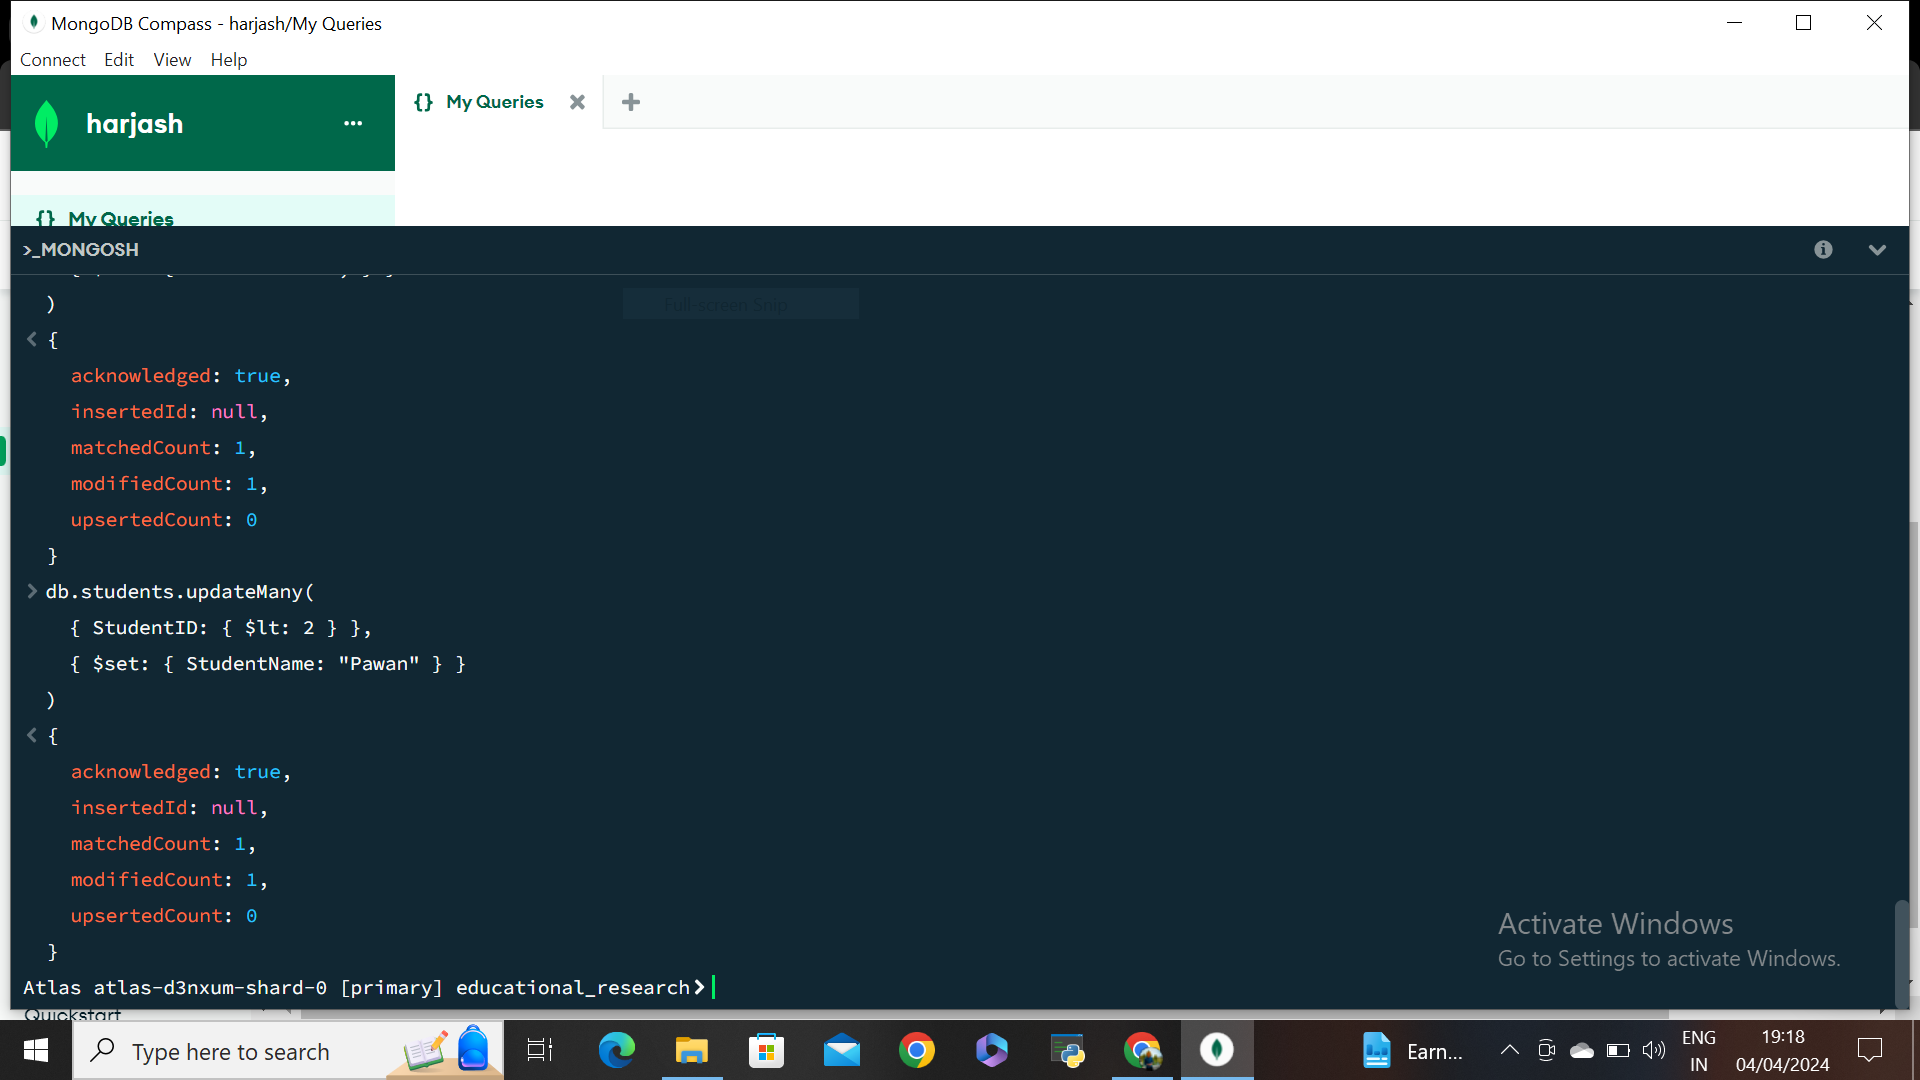 MongoDB Compass - harjash/My Queries
Connect Edit View Help
harjash ...
{} My Queries
{} My Queries
>_MONGOSH
)
Full-screen Snip
{
acknowledged: true,
insertedId: null,
matchedCount: 1,
modifiedCount: 1,
upsertedCount: 0
}
db.students.updateMany(
{ StudentID: { $lt: 2 } },
{ $set: { StudentName: "Pawan" } }
)
{
acknowledged: true,
insertedId: null,
matchedCount: 1,
modifiedCount: 1,
upsertedCount: 0
}
Activate Windows
Go to Settings to activate Windows.
Atlas atlas-d3nxum-shard-0 [primary] educational_research>
Quickstart
Type here to search
Earn...
ENG
IN
19:18
04/04/2024